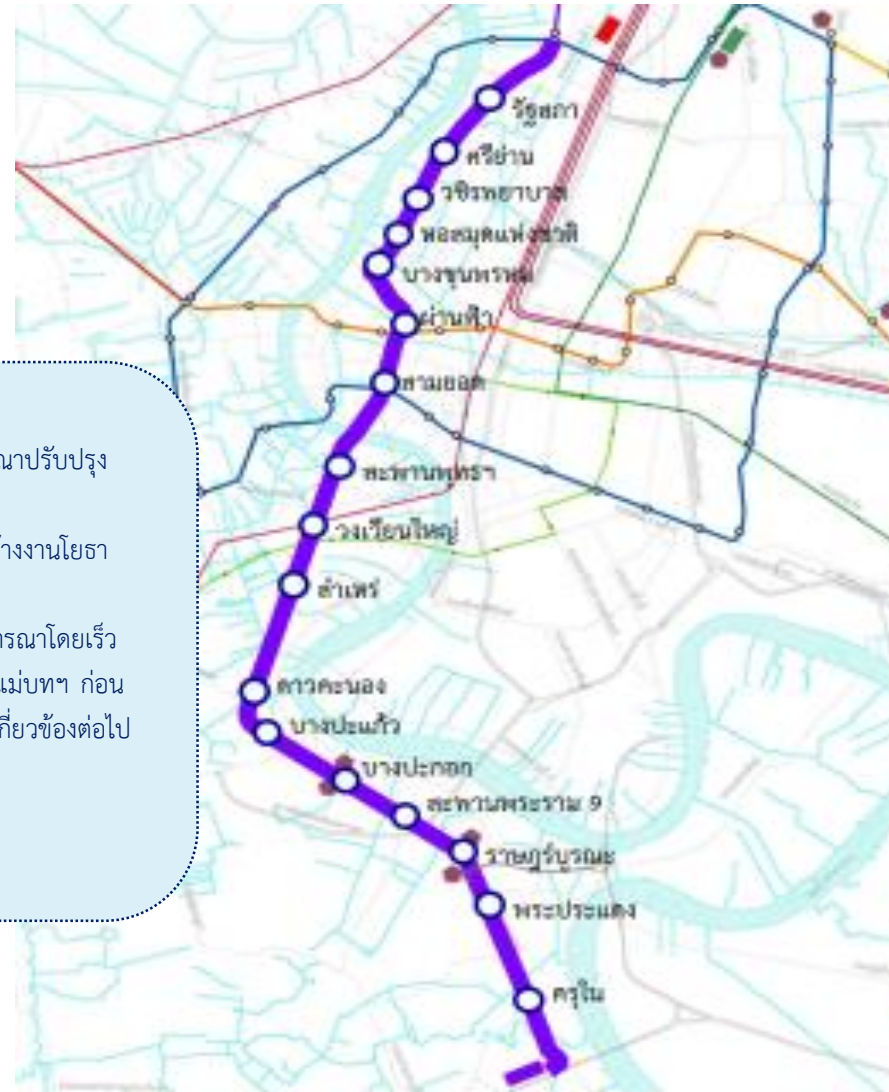 รัฐสภา
ศรีย่าน
วชิรพยาบาล
หอสมุดแห่งชาติ
บางขุนพรหม
ผ่านฟ้า
สามยอด
ณาปรับปรุง
สะพานพุทธฯ
วงเวียนใหญ่
้างงานโยธา
สำเหร่
ารณาโดยเร็ว
แม่บทฯ ก่อน
ดาวคะนอง
กี่ยวข้องต่อไป
บางปะแก้ว
บางปะกอก
สะพานพระราม 9
ราษฎร์บูรณะ
พระประแดง
ครุใน